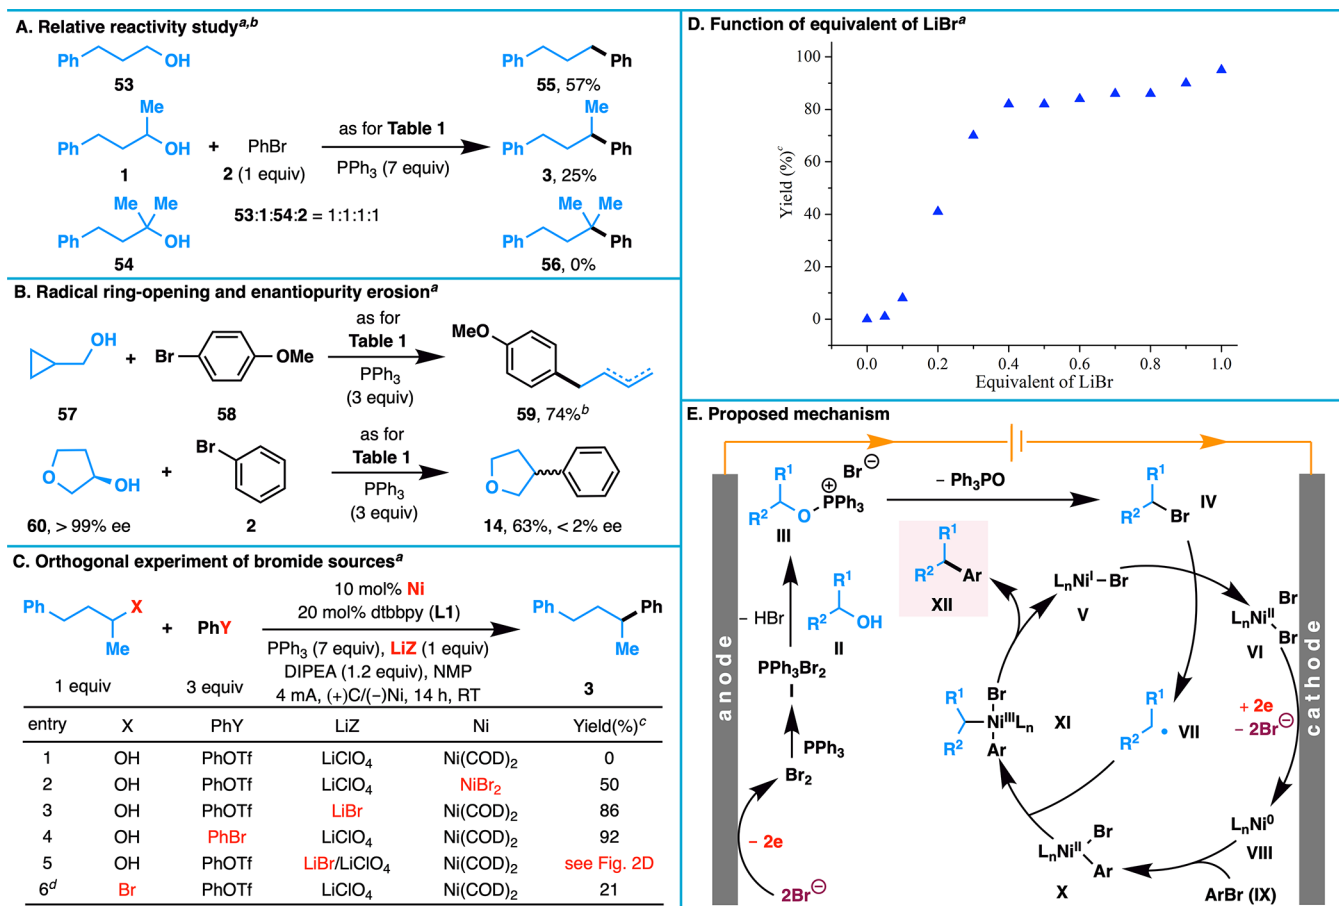 A. Relative reactivity study^a,b
Ph OH
53
Ph Me OH
1
Me Me
Ph OH
54
+ PhBr
2 (1 equiv)
53:1:54:2 = 1:1:1:1
as for Table 1
PPh3 (7 equiv)
Ph Ph
55, 57%
Me
Ph Ph
3, 25%
Me Me
Ph Ph
56, 0%
B. Radical ring-opening and enantiopurity erosion^a
OH
57
+
Br OMe
58
as for
Table 1
PPh3
(3 equiv)
MeO
59, 74%^b
O OH
60, > 99% ee
+
Br
2
as for
Table 1
PPh3
(3 equiv)
O
14, 63%, < 2% ee
C. Orthogonal experiment of bromide sources^a
Ph X
Me
1 equiv
+ PhY
3 equiv
10 mol% Ni
20 mol% dtbbpy (L1)
PPh3 (7 equiv), LiZ (1 equiv)
DIPEA (1.2 equiv), NMP
4 mA, (+)C/(−)Ni, 14 h, RT
Ph Ph
Me
3
entry X PhY LiZ Ni Yield(%)^c
1 OH PhOTf LiClO4 Ni(COD)2 0
2 OH PhOTf LiClO4 NiBr2 50
3 OH PhOTf LiBr Ni(COD)2 86
4 OH PhBr LiClO4 Ni(COD)2 92
5 OH PhOTf LiBr/LiClO4 Ni(COD)2 see Fig. 2D
6^d Br PhOTf LiClO4 Ni(COD)2 21
D. Function of equivalent of LiBr^a
Yield (%)^c
100
80
60
40
20
0
0.0 0.2 0.4 0.6 0.8 1.0
Equivalent of LiBr
E. Proposed mechanism
anode
cathode
R1 R2 O ⊕PPh3 Br⊖
III
− Ph3PO
R1 R2 Br
IV
R1 R2 Ar
XII
LnNiI–Br
V
− HBr
R1 R2 OH
II
LnNiII Br Br
VI
PPh3Br2
I
+ 2e
− 2Br⊖
R1 R2 Br NiIIILn Ar
XI
R1 R2 •
VII
PPh3
Br2
− 2e
2Br⊖
LnNi0
VIII
LnNiII Br Ar
X
ArBr (IX)